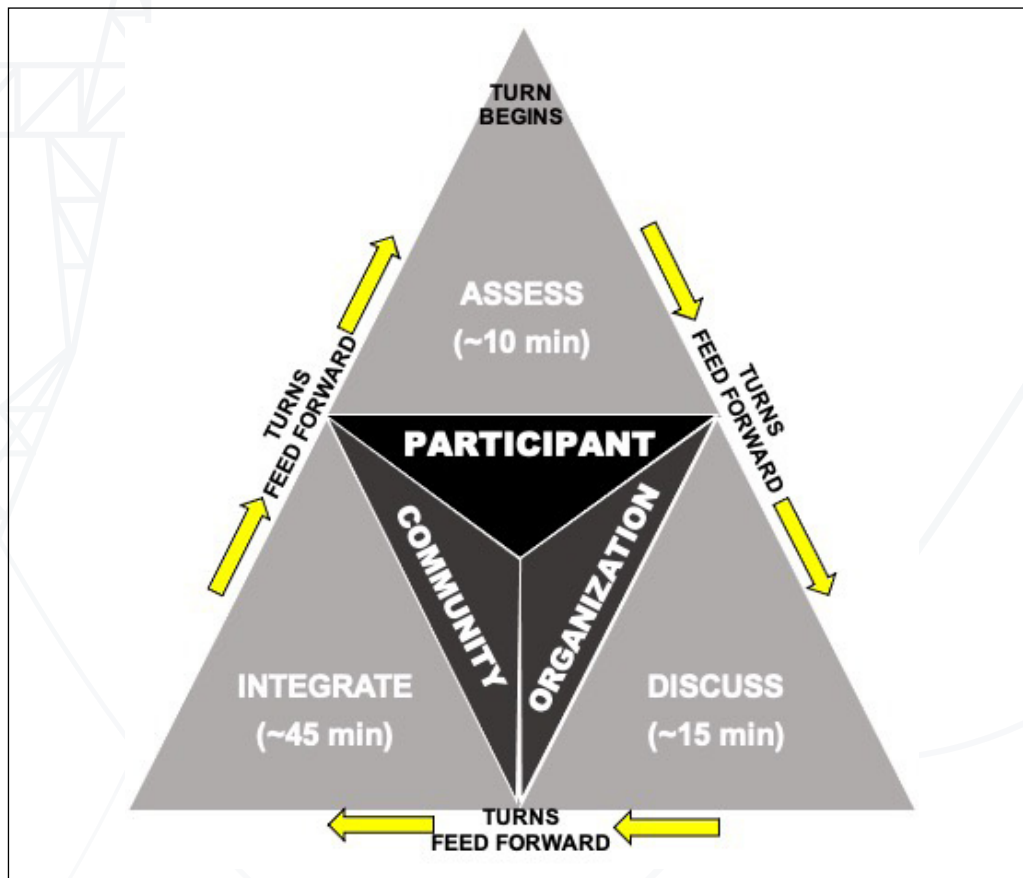 TURN
BEGINS
ASSESS
(~10 min)
TURNS
FEED FORWARD
TURNS
FEED FORWARD
PARTICIPANT
COMMUNITY
ORGANIZATION
INTEGRATE
(~45 min)
DISCUSS
(~15 min)
TURNS
FEED FORWARD